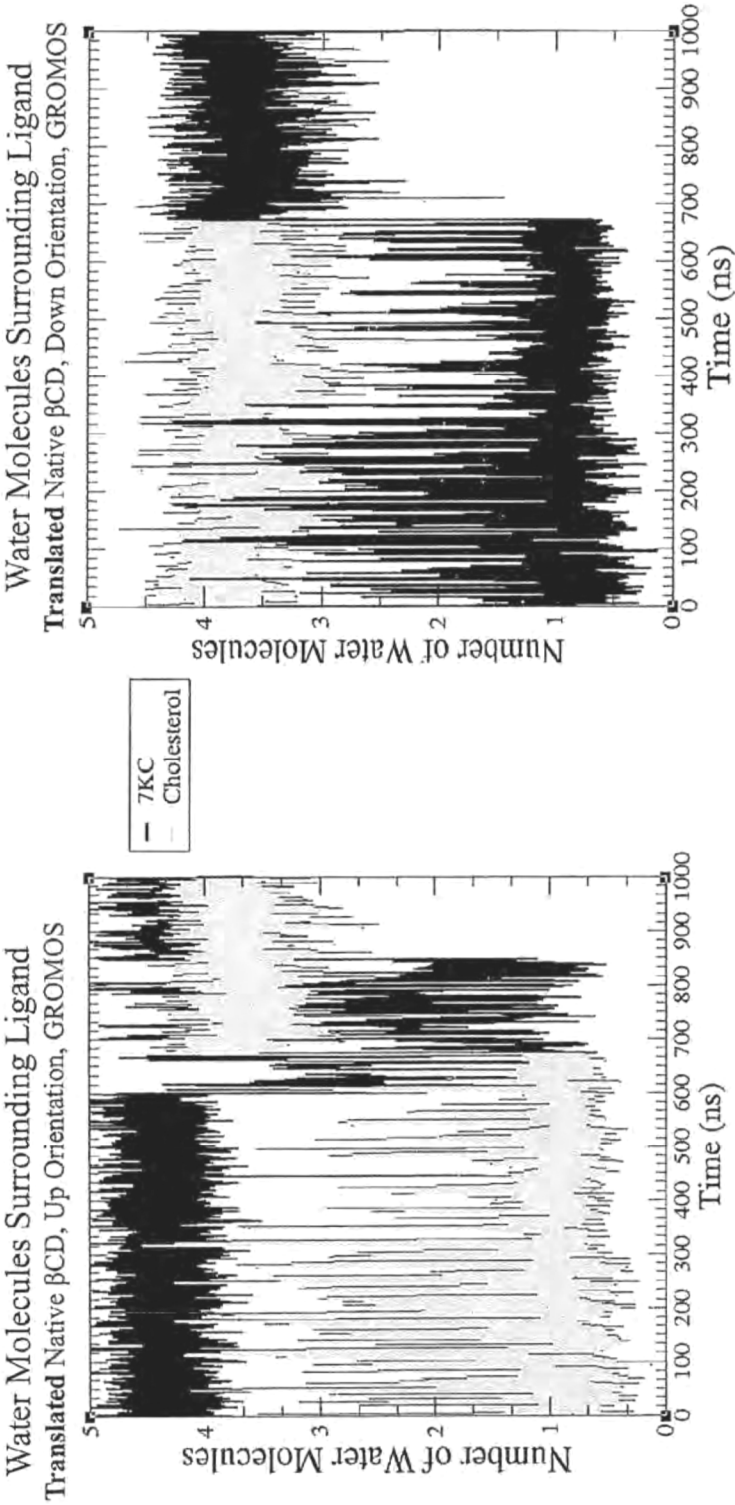 Water Molecules Surrounding Ligand
Translated Native βCD, Up Orientation, GROMOS
Number of Water Molecules
5
4
3
2
1
0
0 100 200 300 400 500 600 700 800 900 1000
Time (ns)
7KC
Cholesterol
Water Molecules Surrounding Ligand
Translated Native βCD, Down Orientation, GROMOS
Number of Water Molecules
5
4
3
2
1
0
0 100 200 300 400 500 600 700 800 900 1000
Time (ns)